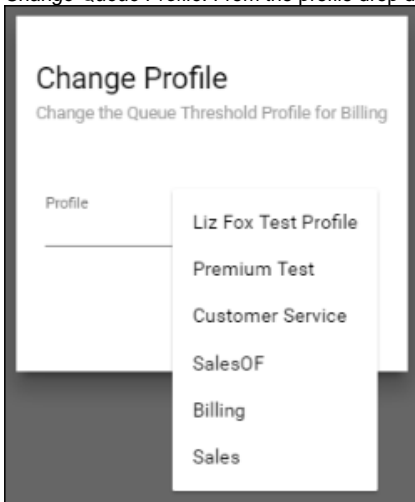 Change Profile
Change the Queue Threshold Profile for Billing
Profile
Liz Fox Test Profile
Premium Test
Customer Service
SalesOF
Billing
Sales